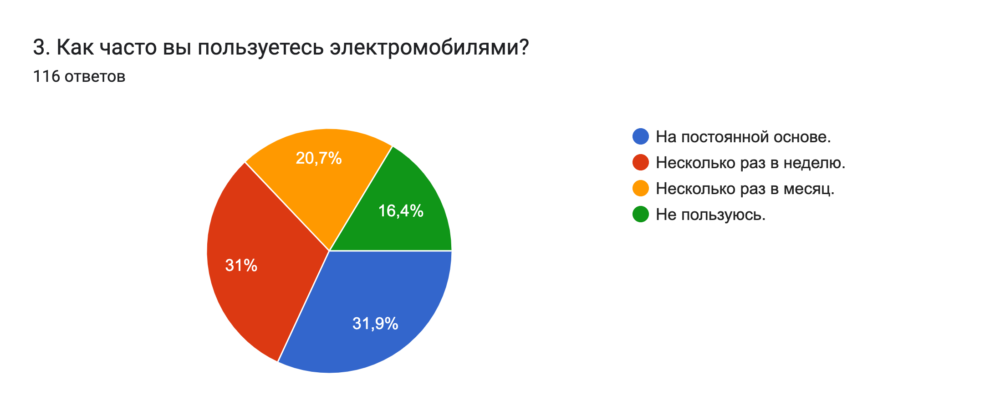 3. Как часто вы пользуетесь электромобилями?
116 ответов
На постоянной основе.
Несколько раз в неделю.
Несколько раз в месяц.
Не пользуюсь.
20,7%
16,4%
31%
31,9%